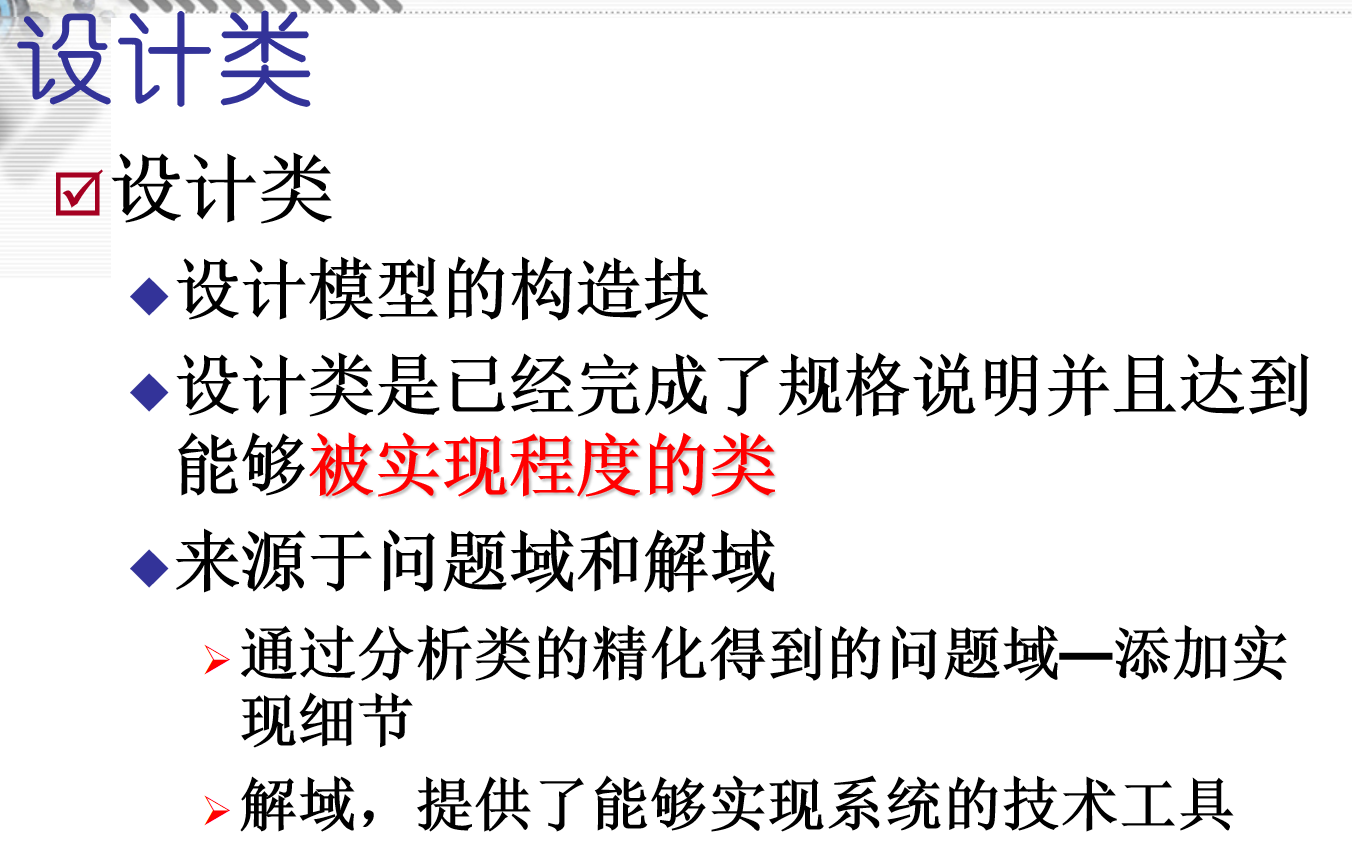 设计类
设计类
设计模型的构造块
设计类是已经完成了规格说明并且达到
能够被实现程度的类
来源于问题域和解域
通过分析类的精化得到的问题域—添加实
现细节
解域，提供了能够实现系统的技术工具